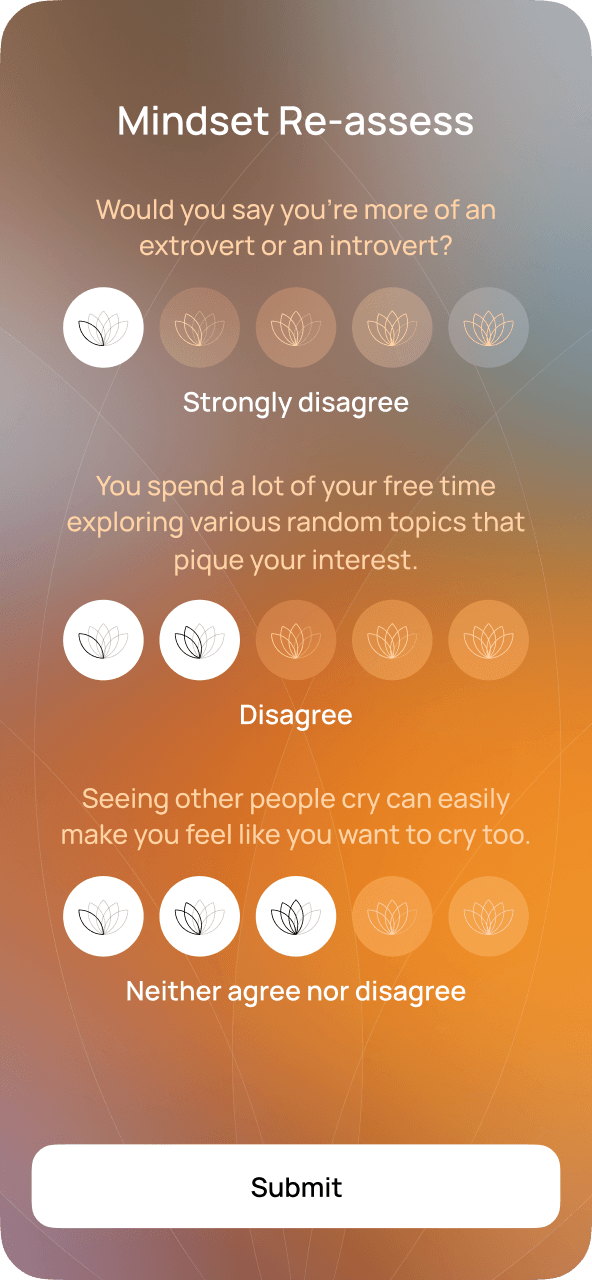 Mindset Re-assess
Would you say you're more of an
extrovert or an introvert?
Strongly disagree
You spend a lot of your free time
exploring various random topics that
pique your interest.
Disagree
Seeing other people cry can easily
make you feel like you want to cry too.
Neither agree nor disagree
Submit